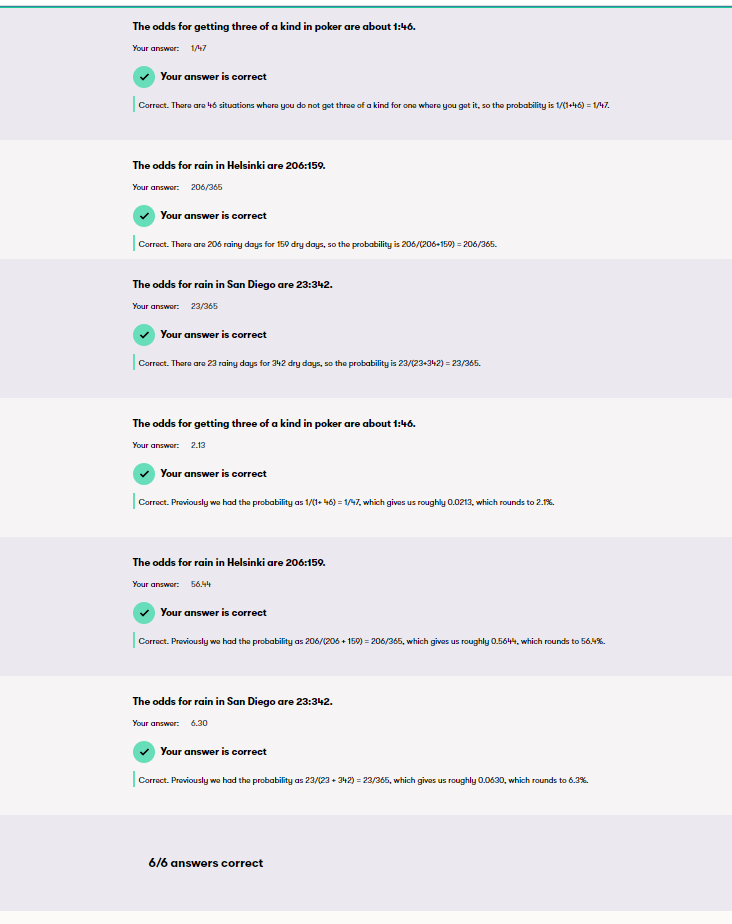 The odds for getting three of a kind in poker are about 1:46.
Your answer: 1/47
Your answer is correct
Correct. There are 46 situations where you do not get three of a kind for one where you get it, so the probability is 1/(1+46) = 1/47.
The odds for rain in Helsinki are 206:159.
Your answer: 206/365
Your answer is correct
Correct. There are 206 rainy days for 159 dry days, so the probability is 206/(206+159) = 206/365.
The odds for rain in San Diego are 23:342.
Your answer: 23/365
Your answer is correct
Correct. There are 23 rainy days for 342 dry days, so the probability is 23/(23+342) = 23/365.
The odds for getting three of a kind in poker are about 1:46.
Your answer: 2.13
Your answer is correct
Correct. Previously we had the probability as 1/(1+ 46) = 1/47, which gives us roughly 0.0213, which rounds to 2.1%.
The odds for rain in Helsinki are 206:159.
Your answer: 56.44
Your answer is correct
Correct. Previously we had the probability as 206/(206 + 159) = 206/365, which gives us roughly 0.5644, which rounds to 56.4%.
The odds for rain in San Diego are 23:342.
Your answer: 6.30
Your answer is correct
Correct. Previously we had the probability as 23/(23 + 342) = 23/365, which gives us roughly 0.0630, which rounds to 6.3%.
6/6 answers correct